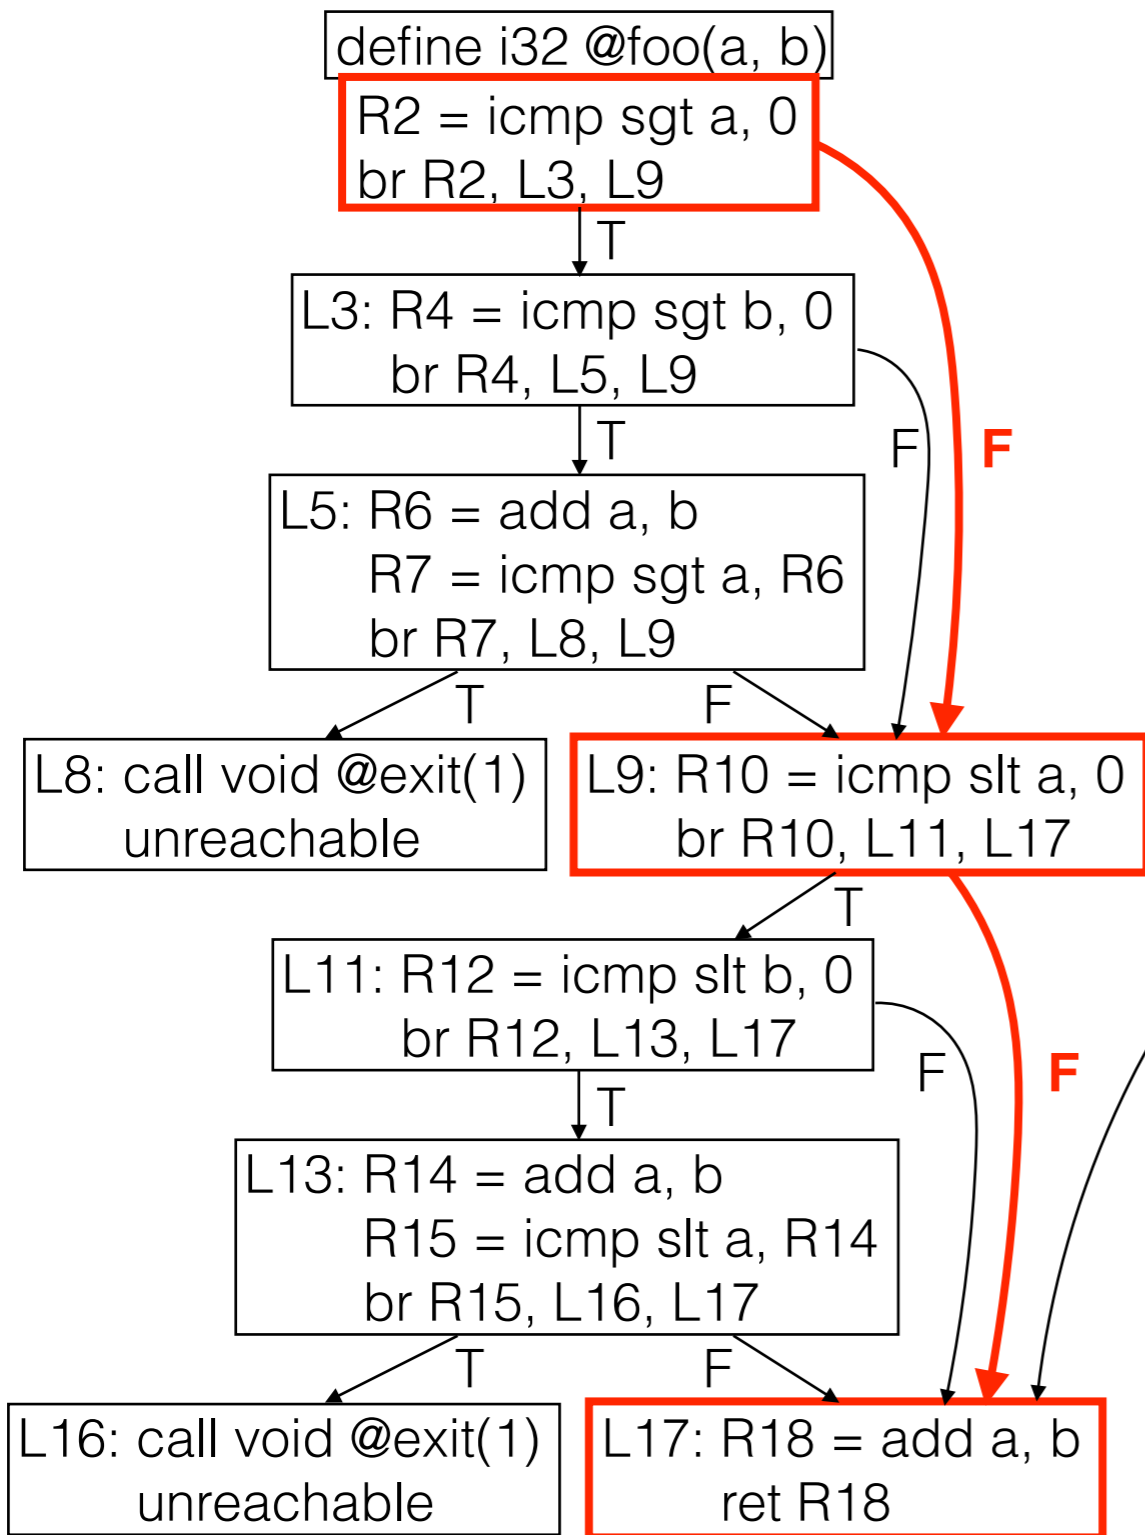 define i32 @foo(a, b)
R2 = icmp sgt a, 0
br R2, L3, L9
T
L3: R4 = icmp sgt b, 0
br R4, L5, L9
T
F
F
L5: R6 = add a, b
R7 = icmp sgt a, R6
br R7, L8, L9
T
F
L8: call void @exit(1)
unreachable
L9: R10 = icmp slt a, 0
br R10, L11, L17
T
L11: R12 = icmp slt b, 0
br R12, L13, L17
F
F
T
L13: R14 = add a, b
R15 = icmp slt a, R14
br R15, L16, L17
T
F
L16: call void @exit(1)
unreachable
L17: R18 = add a, b
ret R18